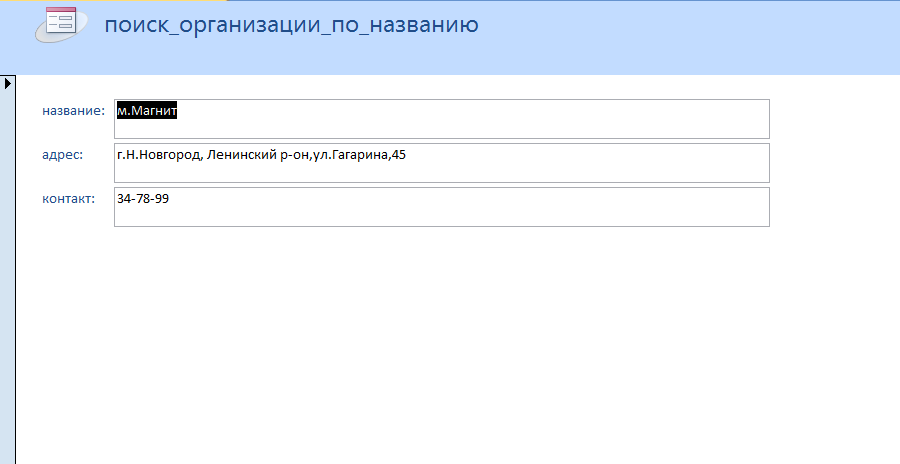 поиск_организации_по_названию
название: м.Магнит
адрес: г.Н.Новгород, Ленинский р-он,ул.Гагарина,45
контакт: 34-78-99